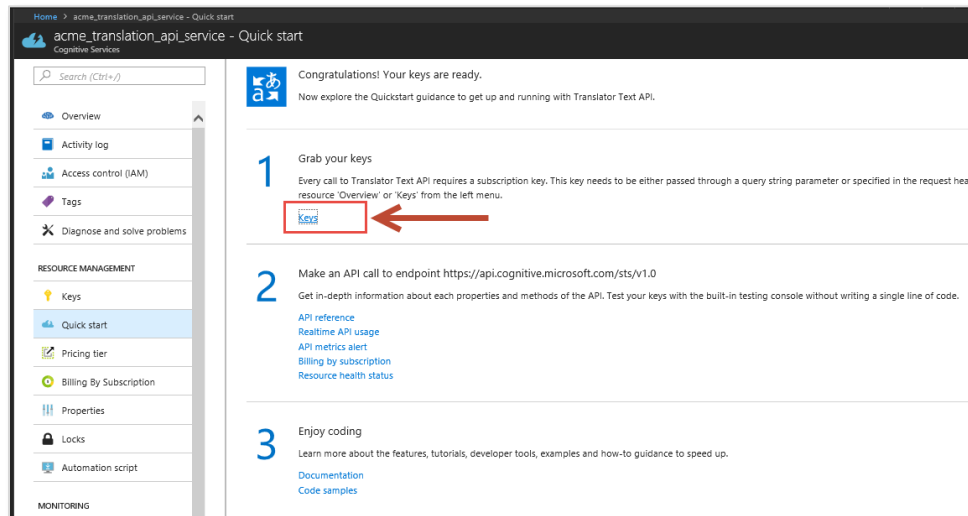 Home > acme_translation_api_service - Quick start
acme_translation_api_service - Quick start
Cognitive Services
Search (Ctrl+/)
Overview
Activity log
Access control (IAM)
Tags
Diagnose and solve problems
RESOURCE MANAGEMENT
Keys
Quick start
Pricing tier
Billing By Subscription
Properties
Locks
Automation script
MONITORING
あ
a
Congratulations! Your keys are ready.
Now explore the Quickstart guidance to get up and running with Translator Text API.
1
Grab your keys
Every call to Translator Text API requires a subscription key. This key needs to be either passed through a query string parameter or specified in the request hea
resource 'Overview' or 'Keys' from the left menu.
Keys
2
Make an API call to endpoint https://api.cognitive.microsoft.com/sts/v1.0
Get in-depth information about each properties and methods of the API. Test your keys with the built-in testing console without writing a single line of code.
API reference
Realtime API usage
API metrics alert
Billing by subscription
Resource health status
3
Enjoy coding
Learn more about the features, tutorials, developer tools, examples and how-to guidance to speed up.
Documentation
Code samples